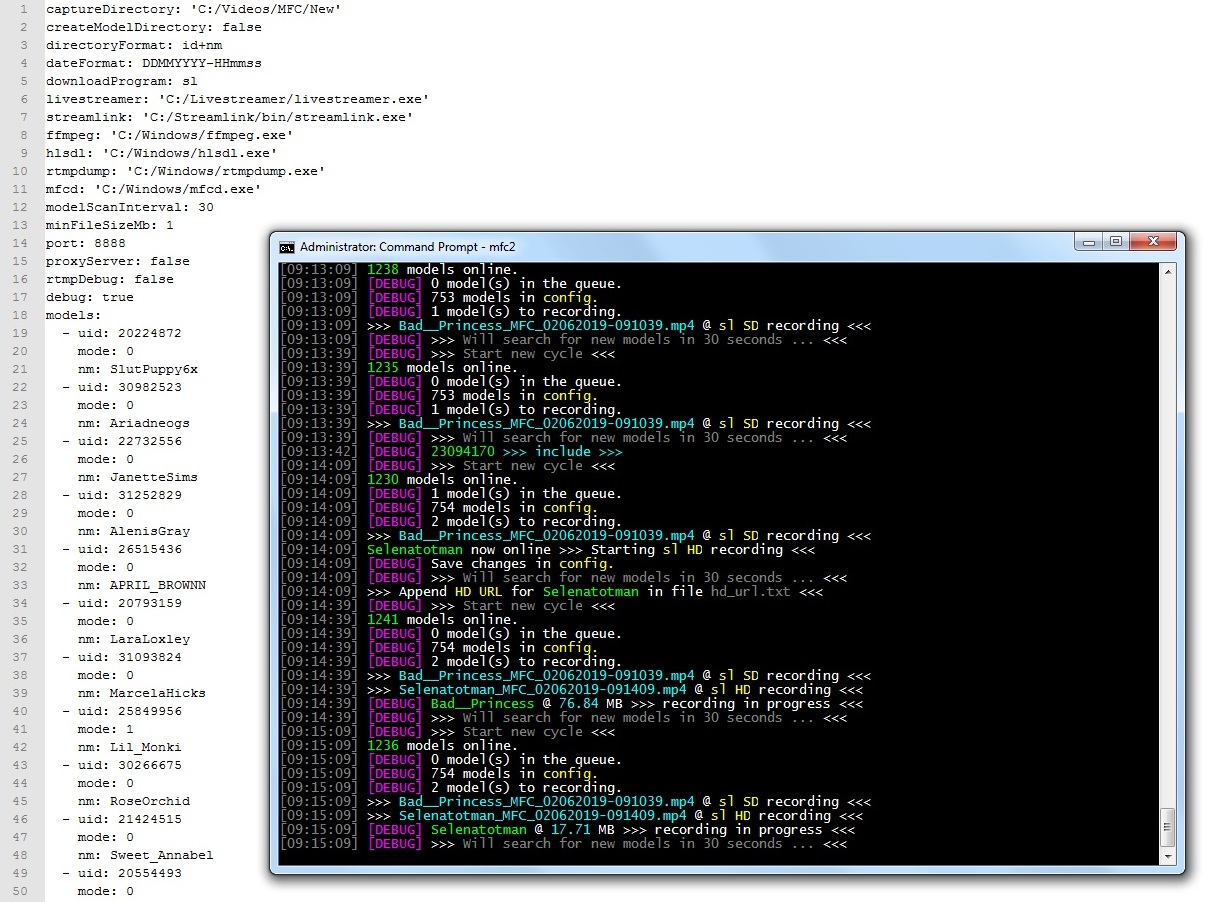 1 captureDirectory: 'C:/Videos/MFC/New'
2 createModelDirectory: false
3 directoryFormat: id+nm
4 dateFormat: DDMMYYYY-HHmmss
5 downloadProgram: sl
6 livestreamer: 'C:/Livestreamer/livestreamer.exe'
7 streamlink: 'C:/Streamlink/bin/streamlink.exe'
8 ffmpeg: 'C:/Windows/ffmpeg.exe'
9 hlsdl: 'C:/Windows/hlsdl.exe'
10 rtmpdump: 'C:/Windows/rtmpdump.exe'
11 mfcd: 'C:/Windows/mfcd.exe'
12 modelScanInterval: 30
13 minFileSizeMb: 1
14 port: 8888
15 proxyServer: false
16 rtmpDebug: false
17 debug: true
18 models:
19 - uid: 20224872
20 mode: 0
21 nm: SlutPuppy6x
22 - uid: 30982523
23 mode: 0
24 nm: Ariadneogs
25 - uid: 22732556
26 mode: 0
27 nm: JanetteSims
28 - uid: 31252829
29 mode: 0
30 nm: AlenisGray
31 - uid: 26515436
32 mode: 0
33 nm: APRIL_BROWNN
34 - uid: 20793159
35 mode: 0
36 nm: LaraLoxley
37 - uid: 31093824
38 mode: 0
39 nm: MarcelaHicks
40 - uid: 25849956
41 mode: 1
42 nm: Lil_Monki
43 - uid: 30266675
44 mode: 0
45 nm: RoseOrchid
46 - uid: 21424515
47 mode: 0
48 nm: Sweet_Annabel
49 - uid: 20554493
50 mode: 0
Administrator: Command Prompt - mfc2
[09:13:09] 1238 models online.
[09:13:09] [DEBUG] 0 model(s) in the queue.
[09:13:09] [DEBUG] 753 models in config.
[09:13:09] [DEBUG] 1 model(s) to recording.
[09:13:09] >>> Bad__Princess_MFC_02062019-091039.mp4 @ sl SD recording <<<
[09:13:09] [DEBUG] >>> Will search for new models in 30 seconds ... <<<
[09:13:39] [DEBUG] >>> Start new cycle <<<
[09:13:39] 1235 models online.
[09:13:39] [DEBUG] 0 model(s) in the queue.
[09:13:39] [DEBUG] 753 models in config.
[09:13:39] [DEBUG] 1 model(s) to recording.
[09:13:39] >>> Bad__Princess_MFC_02062019-091039.mp4 @ sl SD recording <<<
[09:13:39] [DEBUG] >>> Will search for new models in 30 seconds ... <<<
[09:13:42] [DEBUG] 23094170 >>> include >>>
[09:14:09] [DEBUG] >>> Start new cycle <<<
[09:14:09] 1230 models online.
[09:14:09] [DEBUG] 1 model(s) in the queue.
[09:14:09] [DEBUG] 754 models in config.
[09:14:09] [DEBUG] 2 model(s) to recording.
[09:14:09] >>> Bad__Princess_MFC_02062019-091039.mp4 @ sl SD recording <<<
[09:14:09] Selenatotman now online >>> Starting sl HD recording <<<
[09:14:09] [DEBUG] Save changes in config.
[09:14:09] [DEBUG] >>> Will search for new models in 30 seconds ... <<<
[09:14:09] >>> Append HD URL for Selenatotman in file hd_url.txt <<<
[09:14:39] [DEBUG] >>> Start new cycle <<<
[09:14:39] 1241 models online.
[09:14:39] [DEBUG] 0 model(s) in the queue.
[09:14:39] [DEBUG] 754 models in config.
[09:14:39] [DEBUG] 2 model(s) to recording.
[09:14:39] >>> Bad__Princess_MFC_02062019-091039.mp4 @ sl SD recording <<<
[09:14:39] >>> Selenatotman_MFC_02062019-091409.mp4 @ sl HD recording <<<
[09:14:39] [DEBUG] Bad__Princess @ 76.84 MB >>> recording in progress <<<
[09:14:39] [DEBUG] >>> Will search for new models in 30 seconds ... <<<
[09:15:09] [DEBUG] >>> Start new cycle <<<
[09:15:09] 1236 models online.
[09:15:09] [DEBUG] 0 model(s) in the queue.
[09:15:09] [DEBUG] 754 models in config.
[09:15:09] [DEBUG] 2 model(s) to recording.
[09:15:09] >>> Bad__Princess_MFC_02062019-091039.mp4 @ sl SD recording <<<
[09:15:09] >>> Selenatotman_MFC_02062019-091409.mp4 @ sl HD recording <<<
[09:15:09] [DEBUG] Selenatotman @ 17.71 MB >>> recording in progress <<<
[09:15:09] [DEBUG] >>> Will search for new models in 30 seconds ... <<<